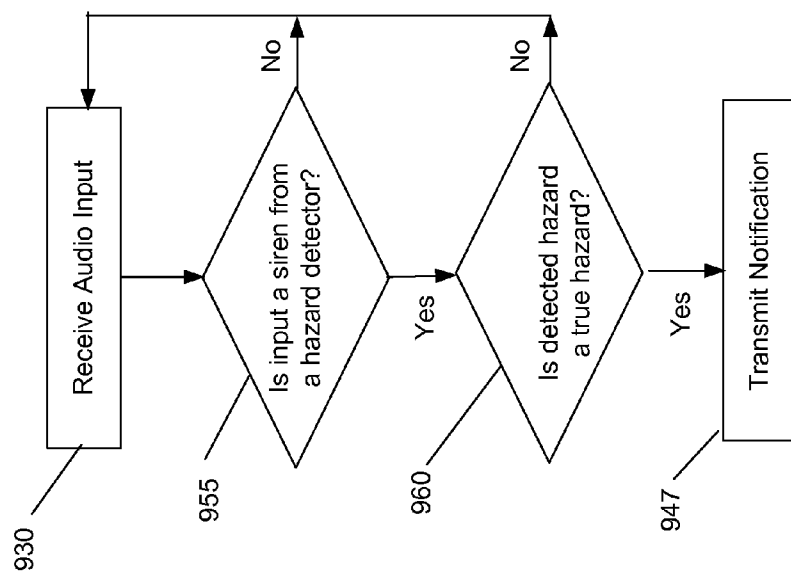 930
Receive Audio Input
955
Is input a siren from
a hazard detector?
No
Yes
960
Is detected hazard
a true hazard?
No
Yes
947
Transmit Notification